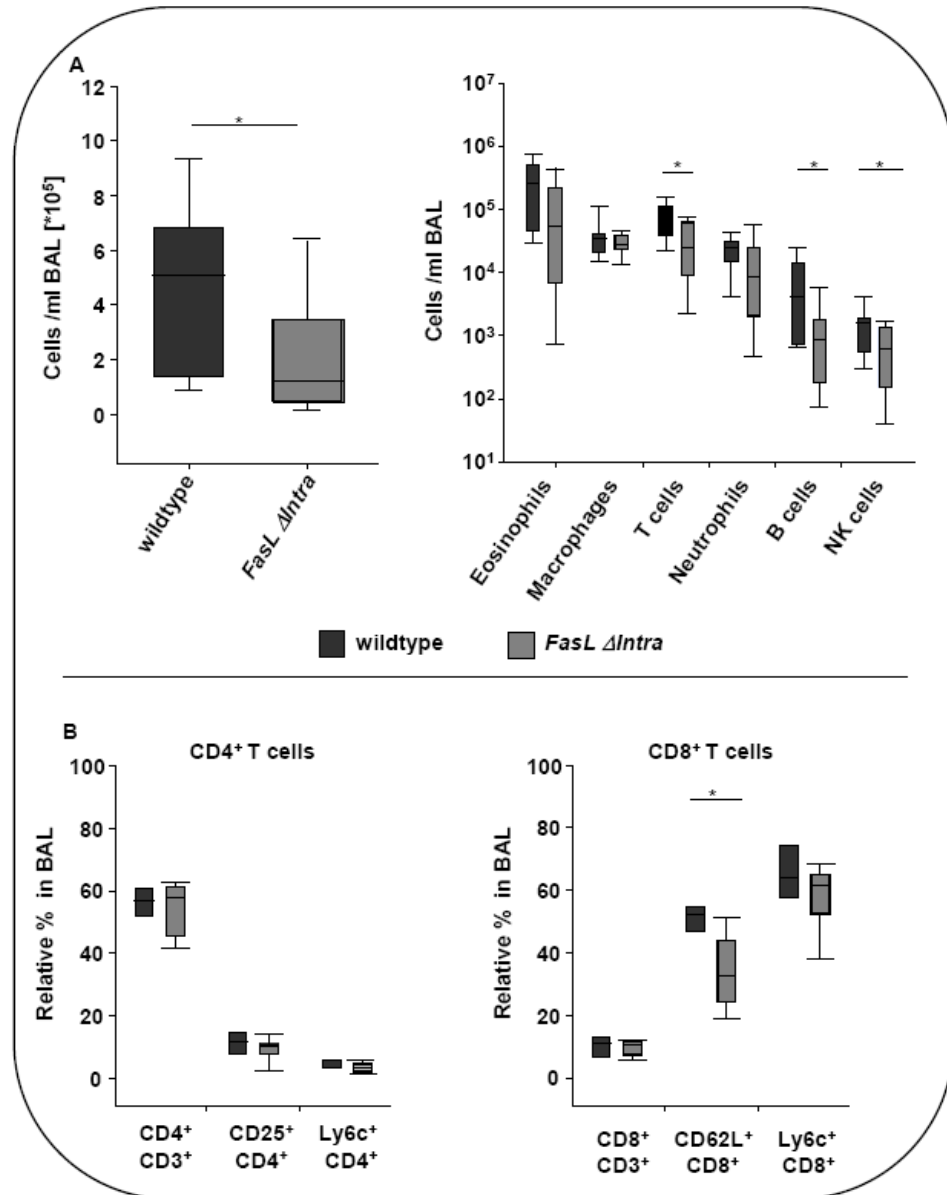 A
12
10
8
6
4
2
0
Cells /ml BAL [*10⁵]
*
wildtype
FasL ΔIntra
10⁷
10⁶
10⁵
10⁴
10³
10²
10¹
Cells /ml BAL
*
*
*
Eosinophils
Macrophages
T cells
Neutrophils
B cells
NK cells
wildtype
FasL ΔIntra
B
CD4⁺ T cells
100
80
60
40
20
0
Relative % in BAL
CD4⁺ CD25⁺ Ly6c⁺
CD3⁺ CD4⁺ CD4⁺
CD8⁺ T cells
100
80
60
40
20
0
Relative % in BAL
*
CD8⁺ CD62L⁺ Ly6c⁺
CD3⁺ CD8⁺ CD8⁺